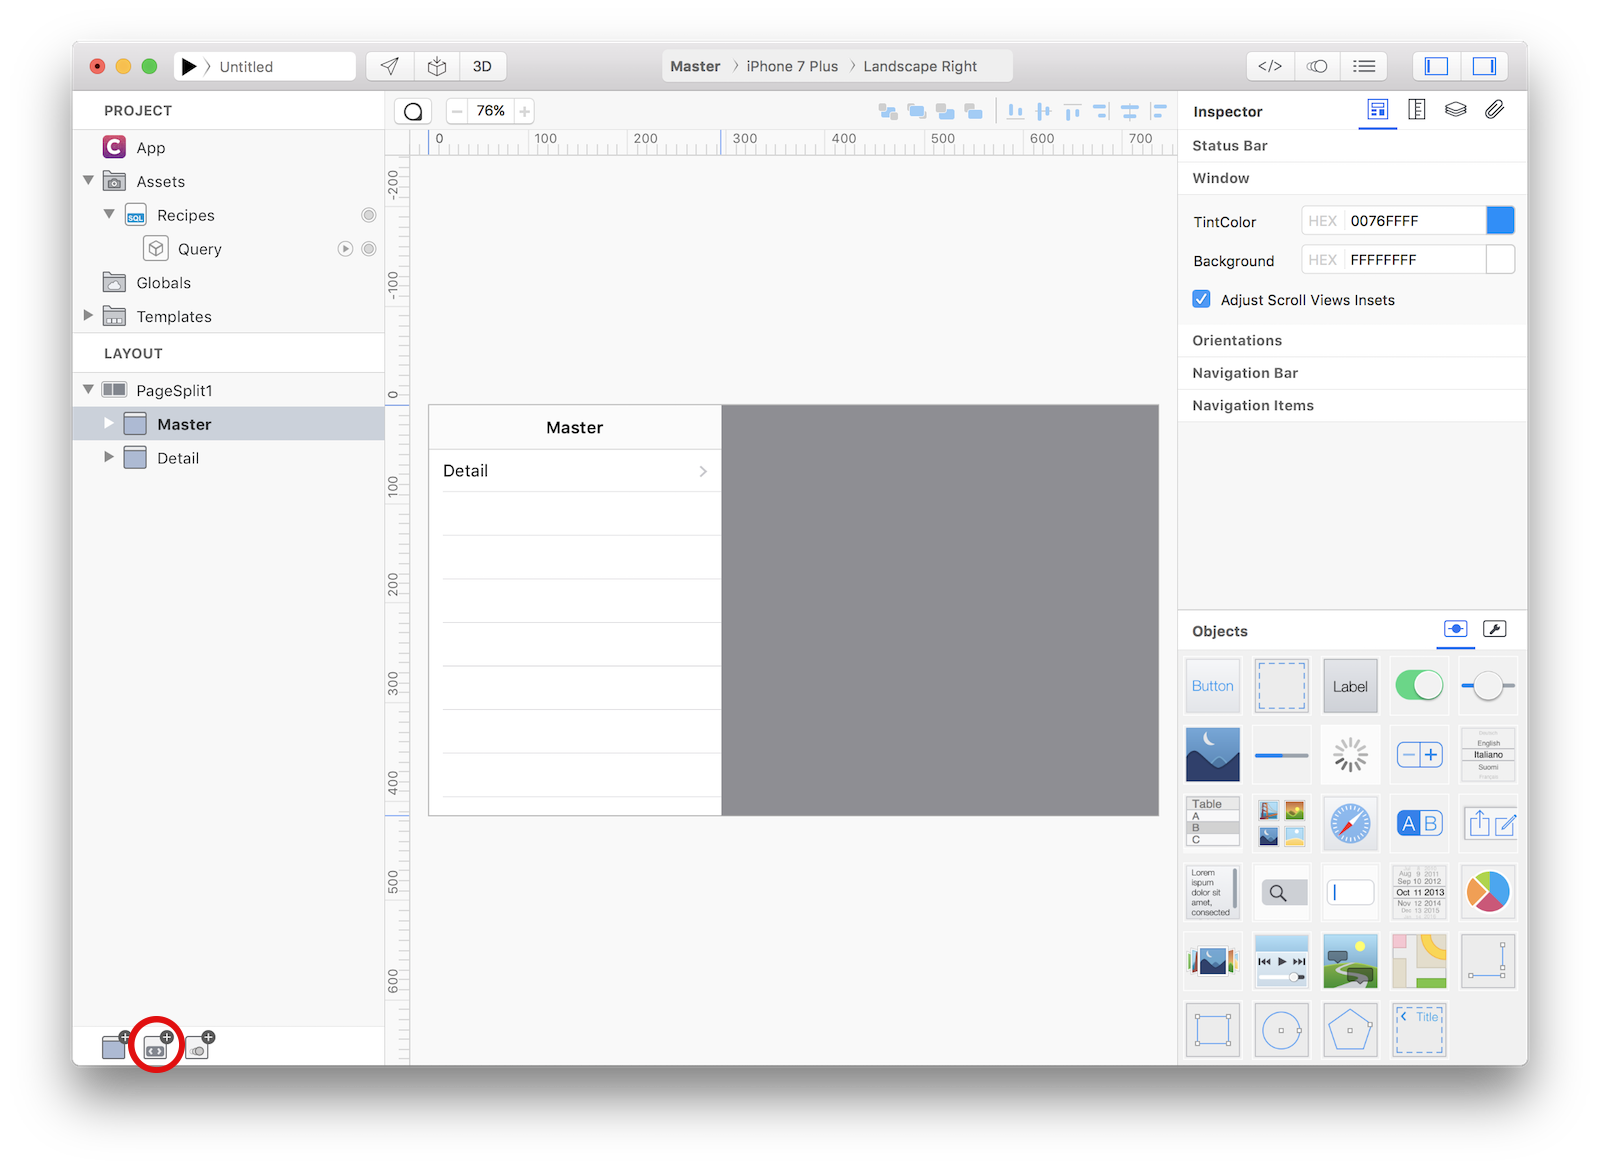 Untitled
3D
Master
iPhone 7 Plus
Landscape Right
</>
PROJECT
C
App
Assets
SQL
Recipes
Query
Globals
Templates
LAYOUT
PageSplit1
Master
Detail
76%
0
100
200
300
400
500
600
700
-200
-100
0
100
200
300
400
500
600
Master
Detail
Inspector
Status Bar
Window
TintColor
HEX
0076FFFF
Background
HEX
FFFFFFFF
Adjust Scroll Views Insets
Orientations
Navigation Bar
Navigation Items
Objects
Button
Label
Deutsch
English
Italiano
Suomi
Français
Table
A
B
C
A
B
Lorem
ispum
dolor sit
amet,
consected
Aug 9 2011
Sep 10 2012
Oct 11 2013
Nov 12 2014
Dec 13 2015
Title